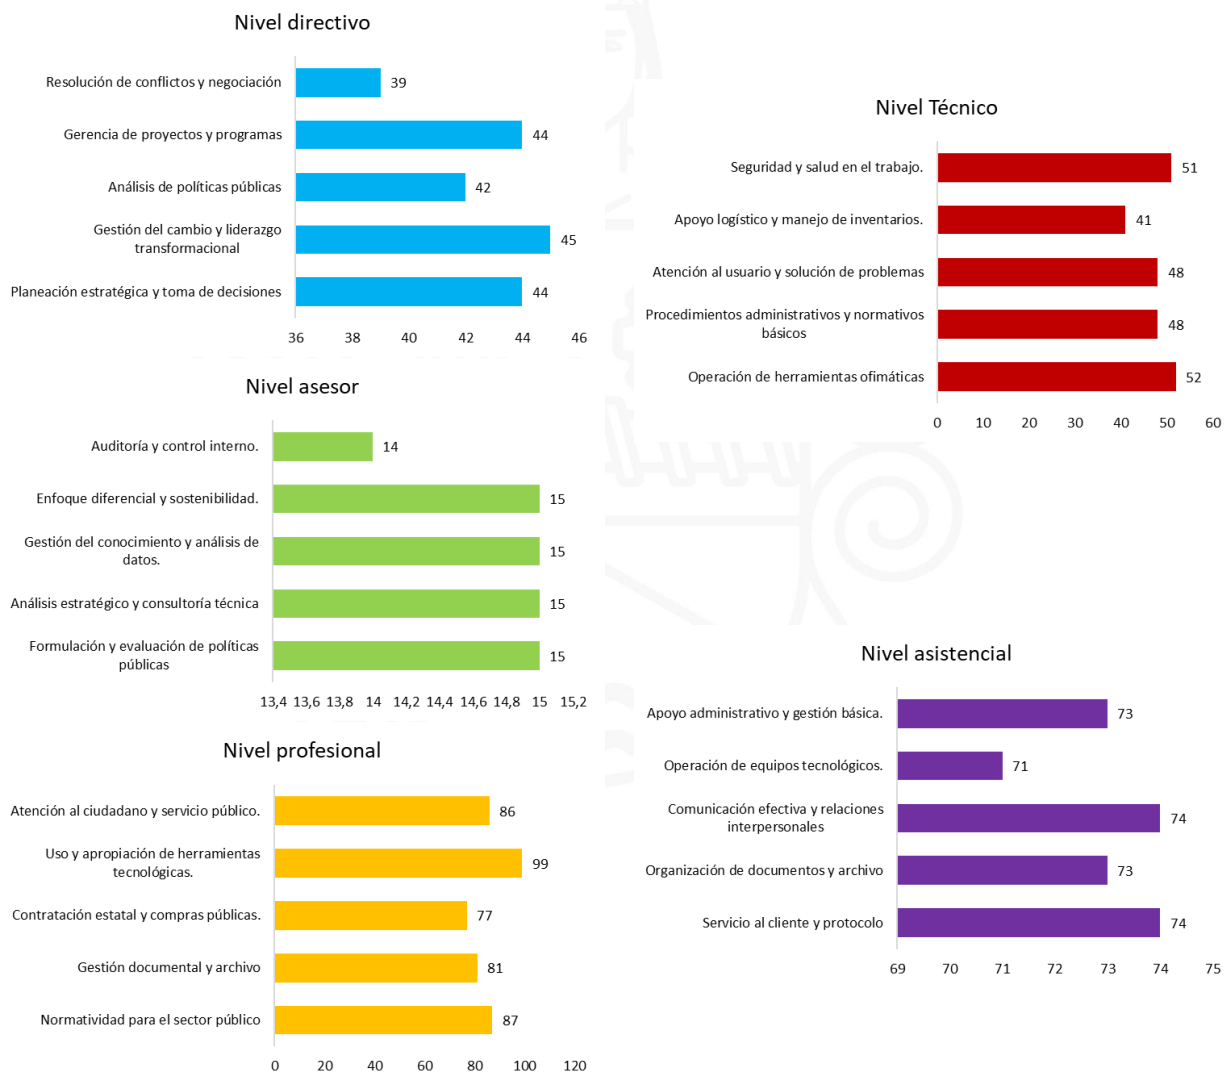 Nivel directivo
Resolución de conflictos y negociación
39
Gerencia de proyectos y programas
44
Análisis de políticas públicas
42
Gestión del cambio y liderazgo
transformacional
45
Planeación estratégica y toma de decisiones
44
36 38 40 42 44 46
Nivel asesor
Auditoría y control interno.
14
Enfoque diferencial y sostenibilidad.
15
Gestión del conocimiento y análisis de
datos.
15
Análisis estratégico y consultoría técnica
15
Formulación y evaluación de políticas
públicas
15
13,4 13,6 13,8 14 14,2 14,4 14,6 14,8 15 15,2
Nivel profesional
Atención al ciudadano y servicio público.
86
Uso y apropiación de herramientas
tecnológicas.
99
Contratación estatal y compras públicas.
77
Gestión documental y archivo
81
Normatividad para el sector público
87
0 20 40 60 80 100 120
Nivel Técnico
Seguridad y salud en el trabajo.
51
Apoyo logístico y manejo de inventarios.
41
Atención al usuario y solución de problemas
48
Procedimientos administrativos y normativos
básicos
48
Operación de herramientas ofimáticas
52
0 10 20 30 40 50 60
Nivel asistencial
Apoyo administrativo y gestión básica.
73
Operación de equipos tecnológicos.
71
Comunicación efectiva y relaciones
interpersonales
74
Organización de documentos y archivo
73
Servicio al cliente y protocolo
74
69 70 71 72 73 74 75